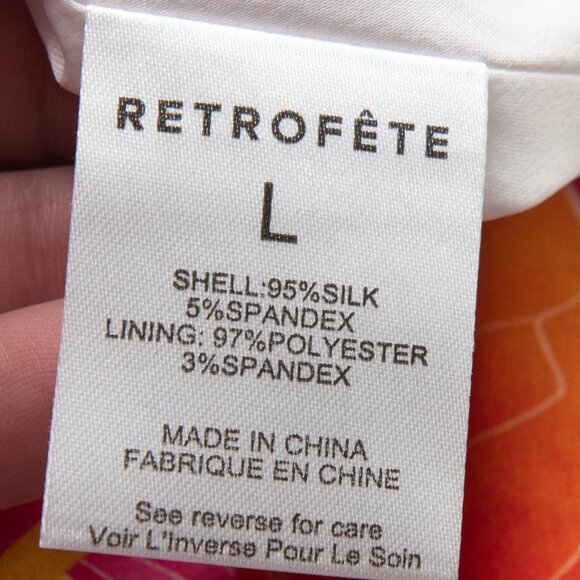 RETROFÊTE
L
SHELL:95%SILK
5%SPANDEX
LINING: 97%POLYESTER
3%SPANDEX
MADE IN CHINA
FABRIQUE EN CHINE
See reverse for care
Voir L'Inverse Pour Le Soin